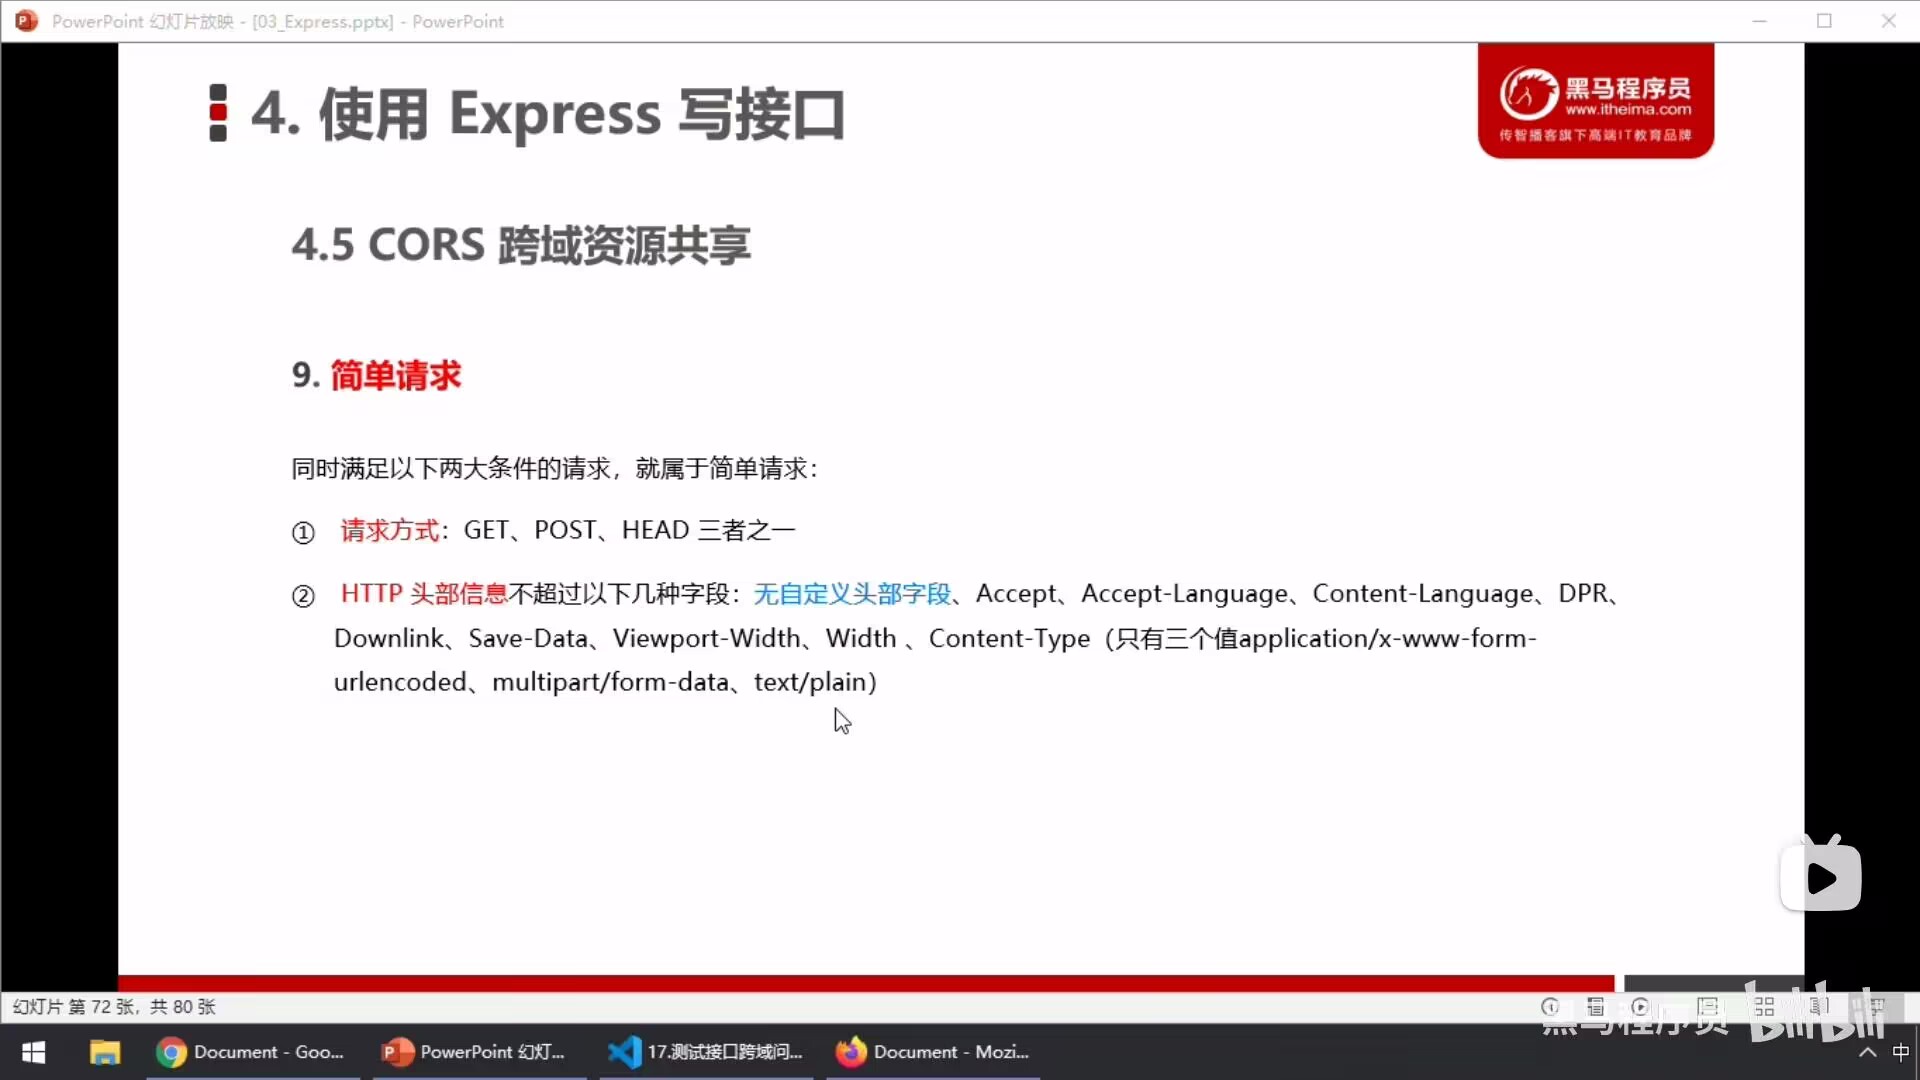 PowerPoint 幻灯片放映 - [03_Express.pptx] - PowerPoint
4. 使用 Express 写接口
黑马程序员
www.itheima.com
传智播客旗下高端IT教育品牌
4.5 CORS 跨域资源共享
9. 简单请求
同时满足以下两大条件的请求，就属于简单请求：
① 请求方式：GET、POST、HEAD 三者之一
② HTTP 头部信息不超过以下几种字段：无自定义头部字段、Accept、Accept-Language、Content-Language、DPR、
Downlink、Save-Data、Viewport-Width、Width 、Content-Type（只有三个值application/x-www-form-
urlencoded、multipart/form-data、text/plain）
幻灯片 第 72 张，共 80 张
黑马程序员 bilibili
Document - Goo...
PowerPoint 幻灯...
17.测试接口跨域问...
Document - Mozi...
中